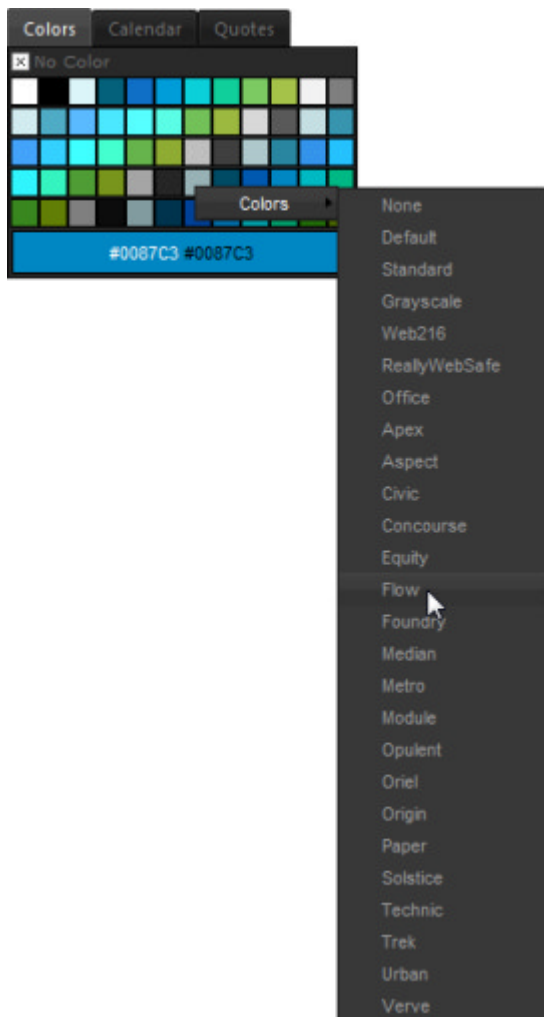 Colors Calendar Quotes
No Color
Colors
#0087C3 #0087C3
None
Default
Standard
Grayscale
Web216
ReallyWebSafe
Office
Apex
Aspect
Civic
Concourse
Equity
Flow
Foundry
Median
Metro
Module
Opulent
Oriel
Origin
Paper
Solstice
Technic
Trek
Urban
Verve